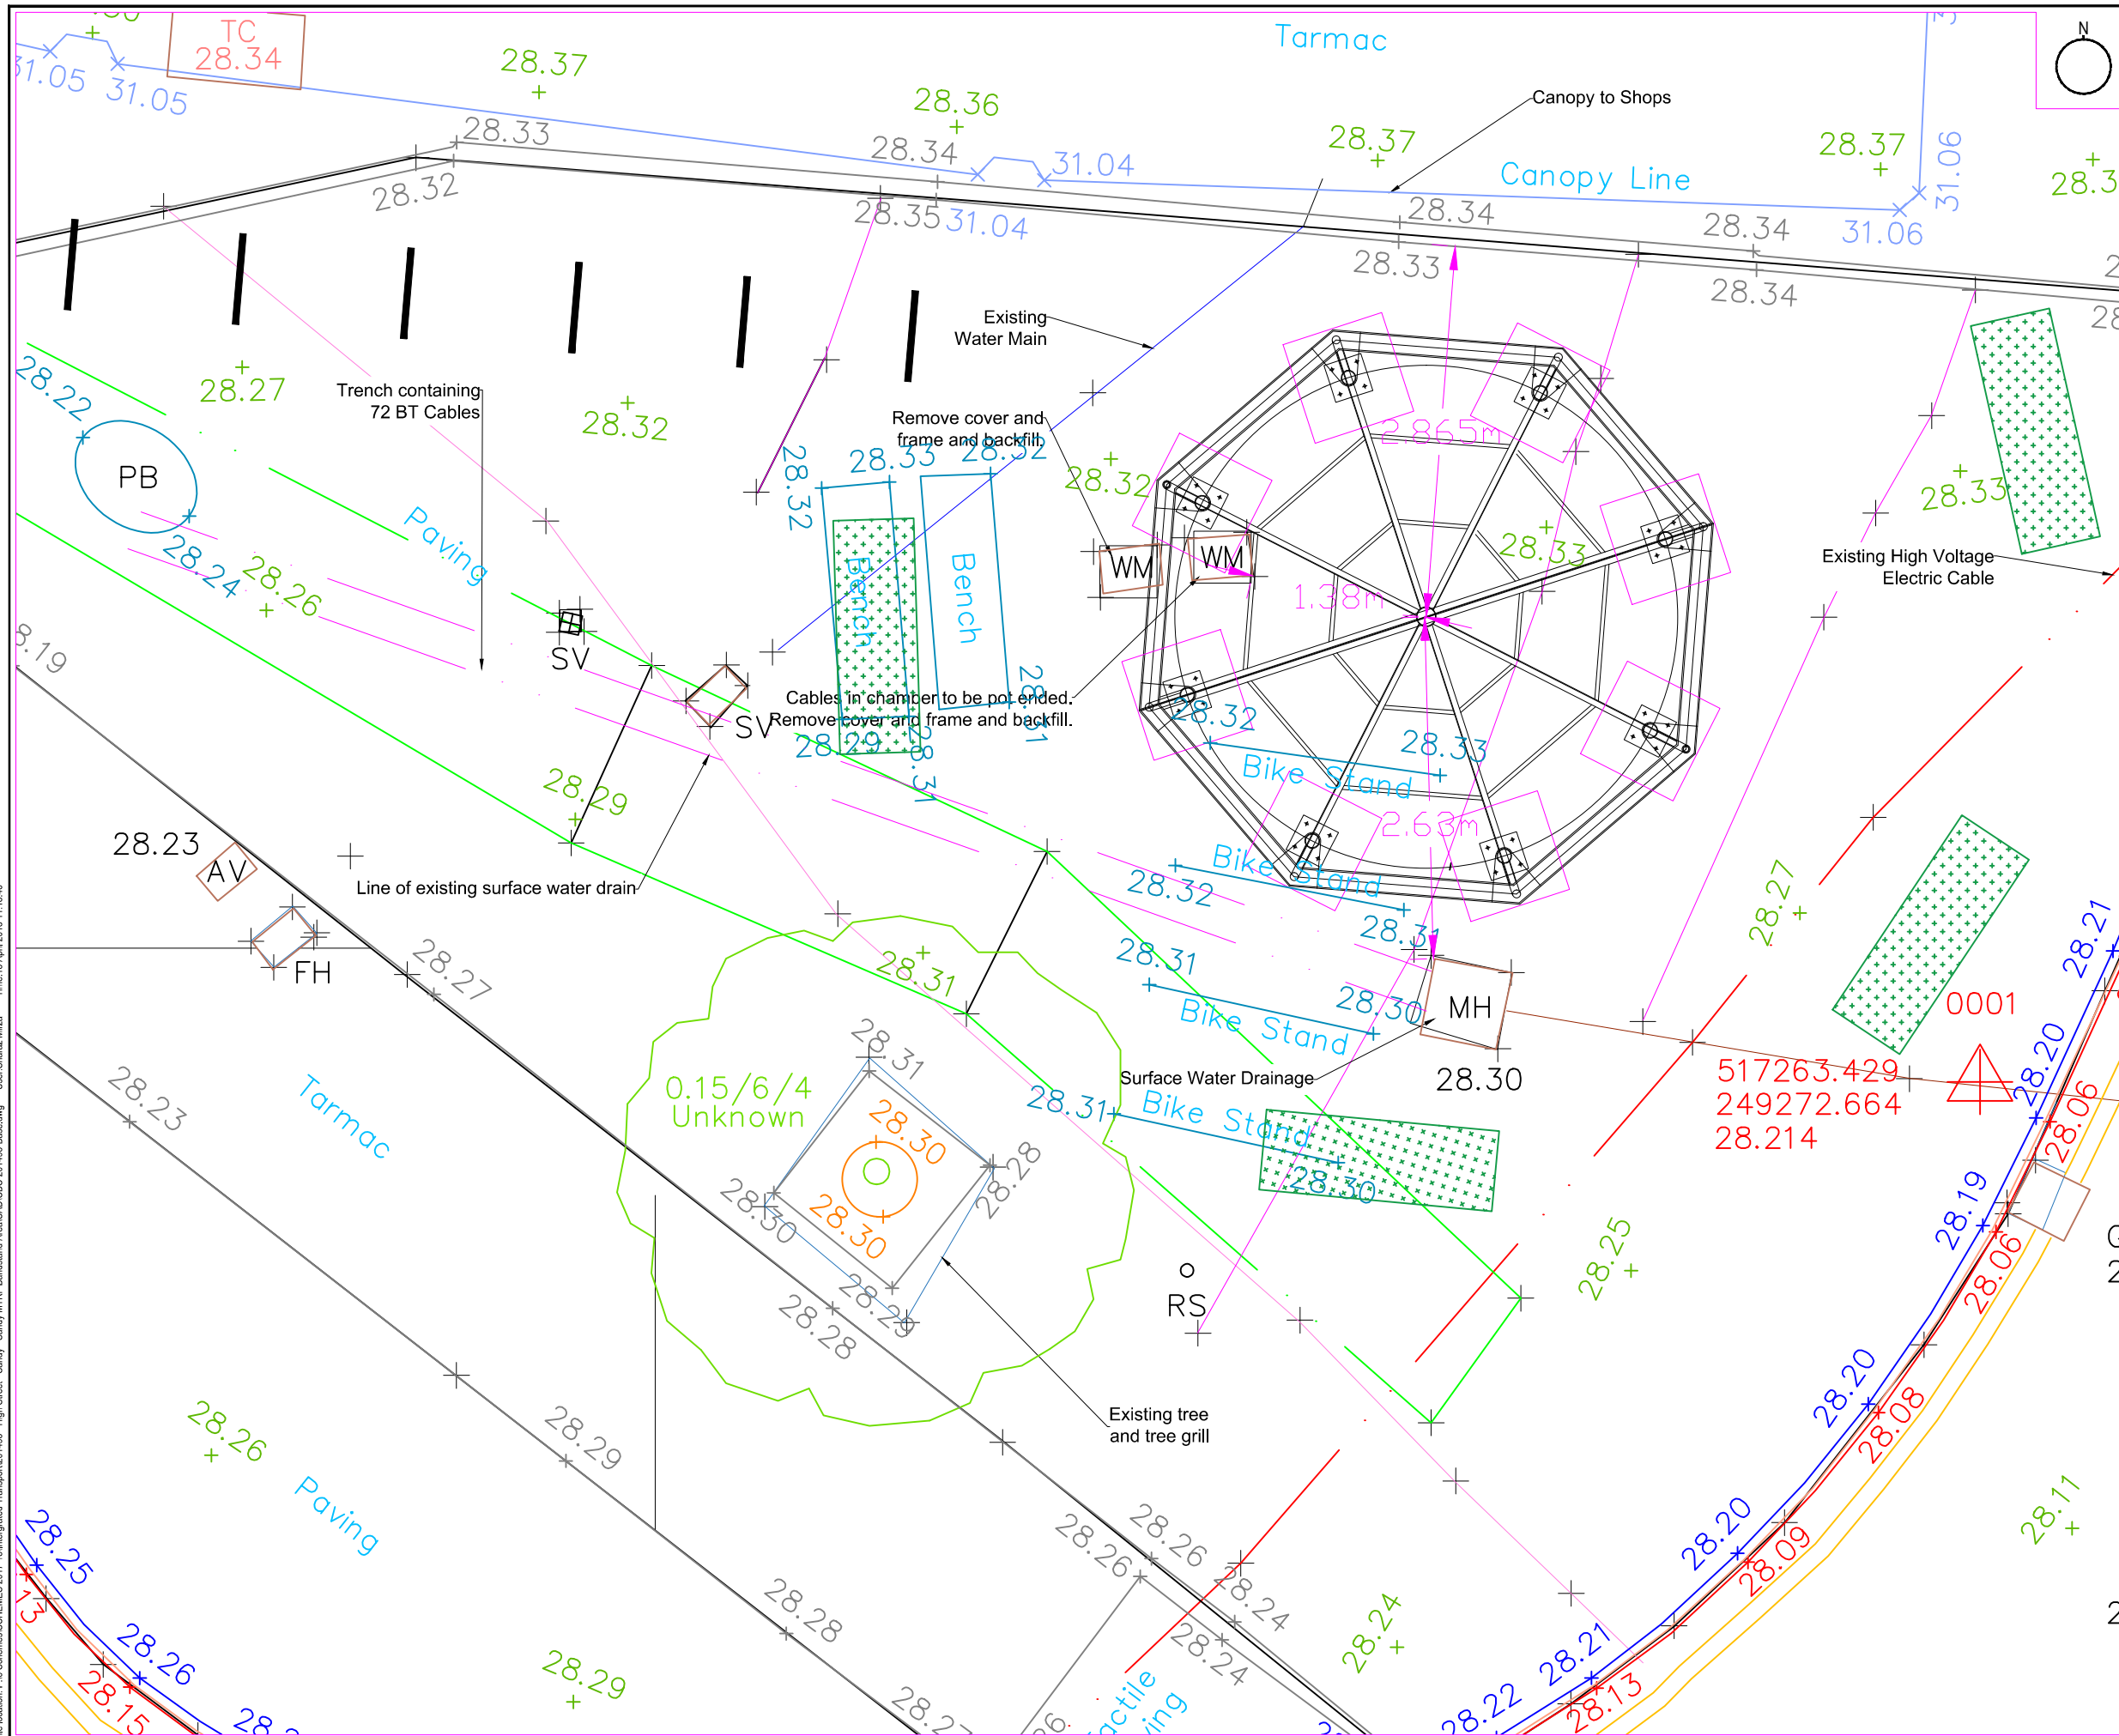 TC
28.34
Tarmac
N
31.05
31.05
28.37
28.36
Canopy to Shops
28.37
28.37
31.06
28.33
28.34
31.04
Canopy Line
28.32
28.35
31.04
28.34
28.34
31.06
28.33
28.34
Existing
Water Main
28.22
28.27
Trench containing
72 BT Cables
28.32
Remove cover and
frame and backfill.
2.865m
28.32
28.33
28.32
28.32
28.33
PB
Paving
28.24
28.26
Bench
Bench
WM
WM
28.33
1.38m
Existing High Voltage
Electric Cable
SV
SV
Cables in chamber to be pot ended.
Remove cover and frame and backfill.
28.31
28.29
28.31
28.32
28.33
Bike Stand
28.29
2.63m
28.23
AV
Line of existing surface water drain
Bike Stand
28.32
28.31
28.27
28.21
FH
28.27
28.31
28.31
28.30
Bike Stand
MH
0001
Surface Water Drainage
28.30
517263.429
249272.664
28.214
28.20
28.06
28.31
0.15/6/4
Unknown
28.31
Bike Stand
28.30
28.30
28.28
28.30
28.30
28.29
28.28
28.23
Tarmac
RS
28.25
28.19
28.06
Existing tree
and tree grill
28.20
28.08
28.26
28.29
Paving
28.11
28.25
28.26
28.26
28.24
28.24
28.20
28.09
28.26
28.28
28.24
28.21
28.13
28.29
28.15
28.22